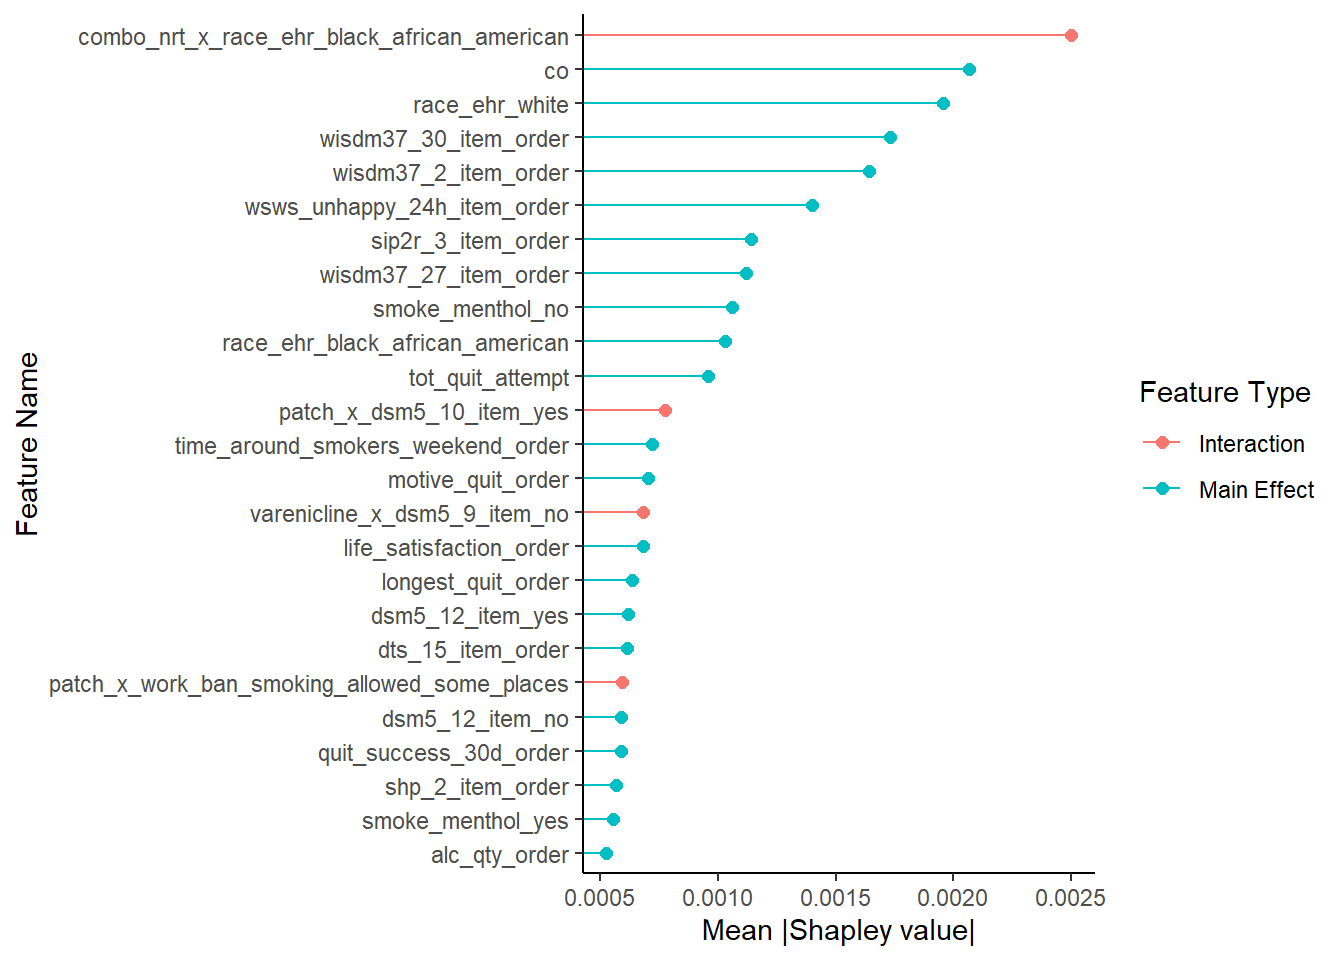 combo_nrt_x_race_ehr_black_african_american
co
race_ehr_white
wisdm37_30_item_order
wisdm37_2_item_order
wsws_unhappy_24h_item_order
sip2r_3_item_order
wisdm37_27_item_order
smoke_menthol_no
race_ehr_black_african_american
tot_quit_attempt
patch_x_dsm5_10_item_yes
time_around_smokers_weekend_order
motive_quit_order
varenicline_x_dsm5_9_item_no
life_satisfaction_order
longest_quit_order
dsm5_12_item_yes
dts_15_item_order
patch_x_work_ban_smoking_allowed_some_places
dsm5_12_item_no
quit_success_30d_order
shp_2_item_order
smoke_menthol_yes
alc_qty_order
Feature Name
0.0005 0.0010 0.0015 0.0020 0.0025
Mean |Shapley value|
Feature Type
Interaction
Main Effect